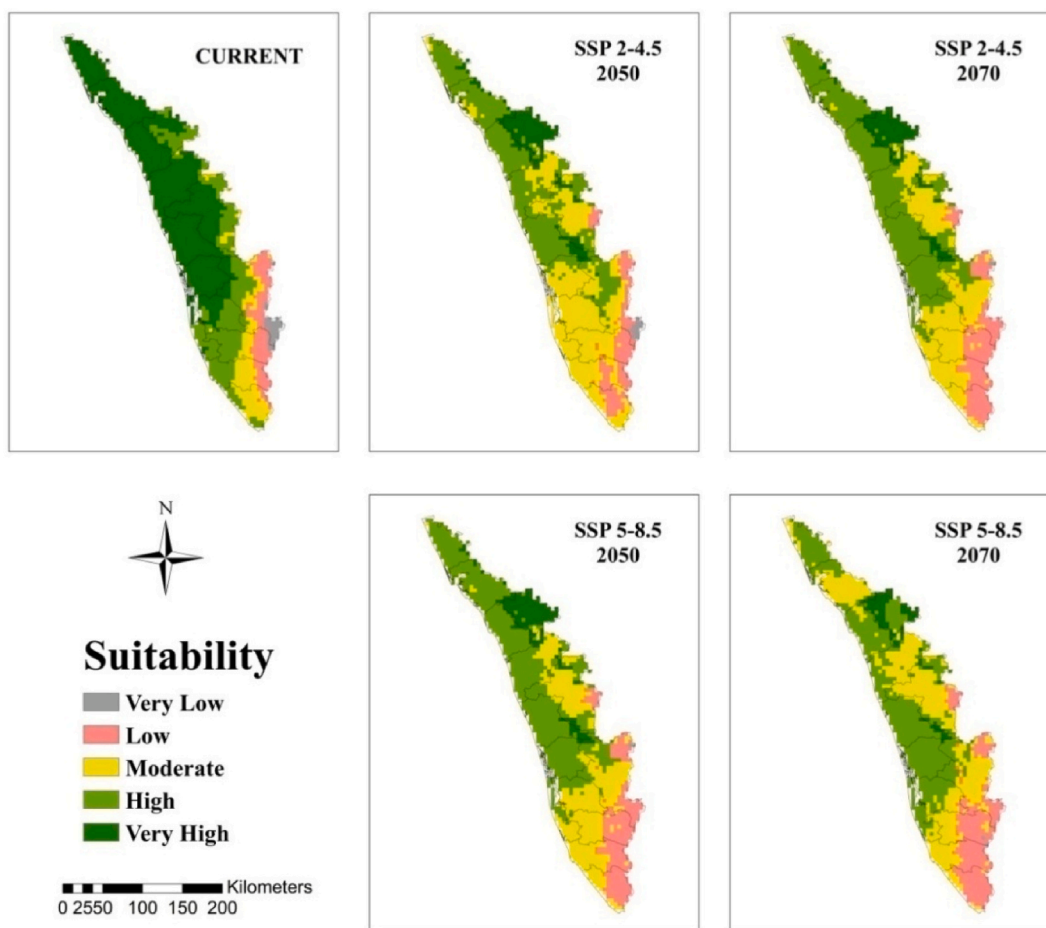 CURRENT
SSP 2-4.5
2050
SSP 2-4.5
2070
N
SSP 5-8.5
2050
SSP 5-8.5
2070
Suitability
Very Low
Low
Moderate
High
Very High
Kilometers
0 2550 100 150 200